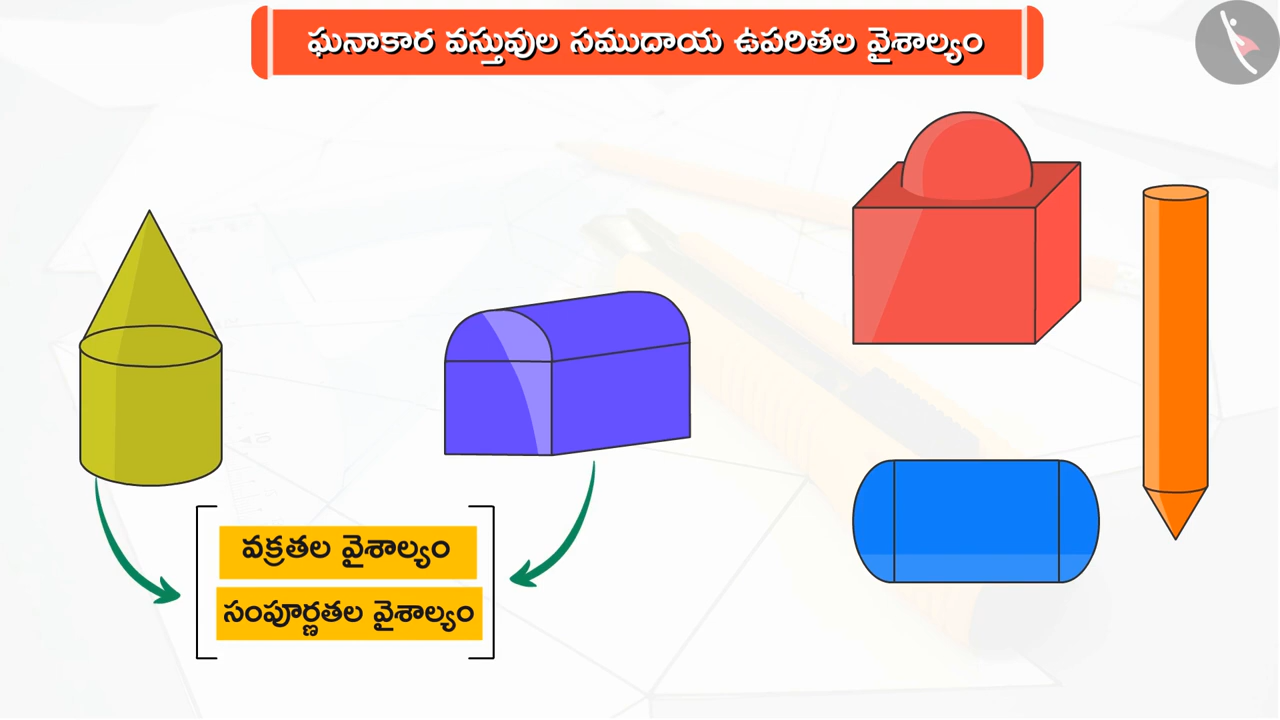 ఘనాకార వస్తువుల సముదాయ ఉపరితల వైశాల్యం
వక్రతల వైశాల్యం
సంపూర్ణతల వైశాల్యం